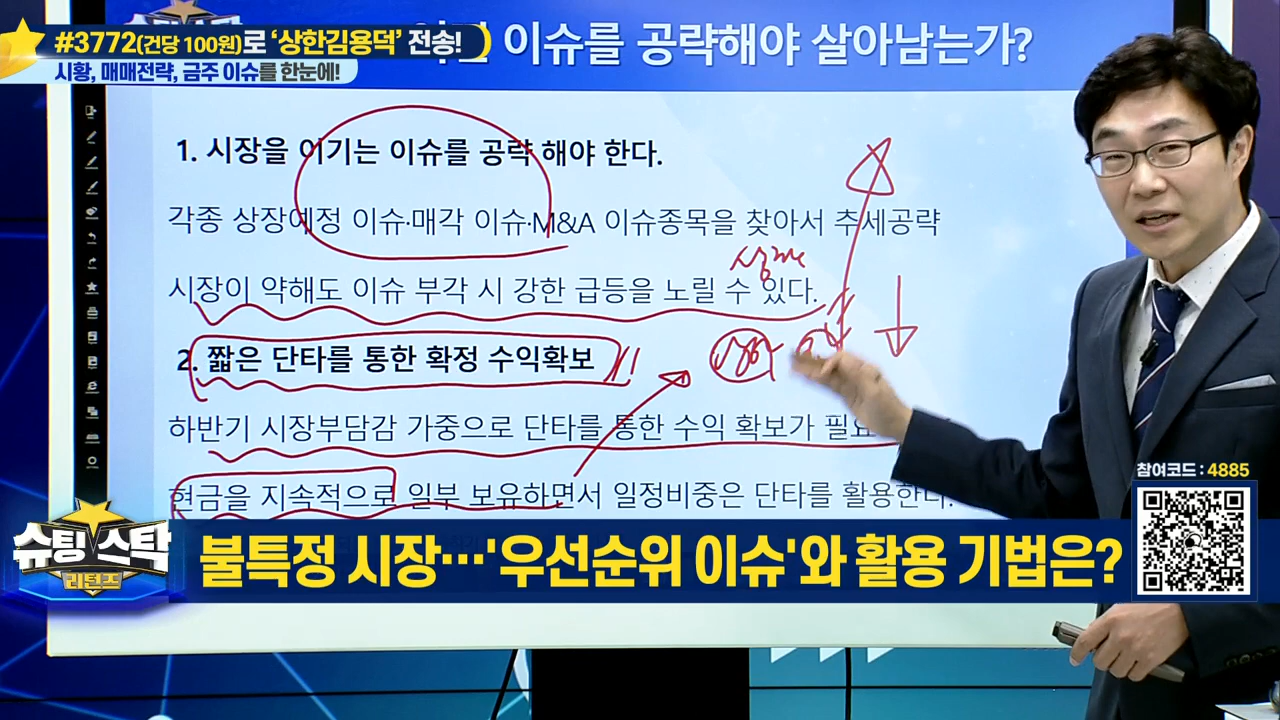 #3772(건당 100원)로 ‘상한김용덕’ 전송!
시황, 매매전략, 금주 이슈를 한눈에!
이슈를 공략해야 살아남는가?
1. 시장을 이기는 이슈를 공략 해야 한다.
각종 상장예정 이슈·매각 이슈·M&A 이슈종목을 찾아서 추세공략
시장이 약해도 이슈 부각 시 강한 급등을 노릴 수 있다.
2. 짧은 단타를 통한 확정 수익확보
하반기 시장부담감 가중으로 단타를 통한 수익 확보가 필요
현금을 지속적으로 일부 보유하면서 일정비중은 단타를 활용한다.
참여코드 : 4885
슈팅스탁
리턴즈
불특정 시장…'우선순위 이슈'와 활용 기법은?